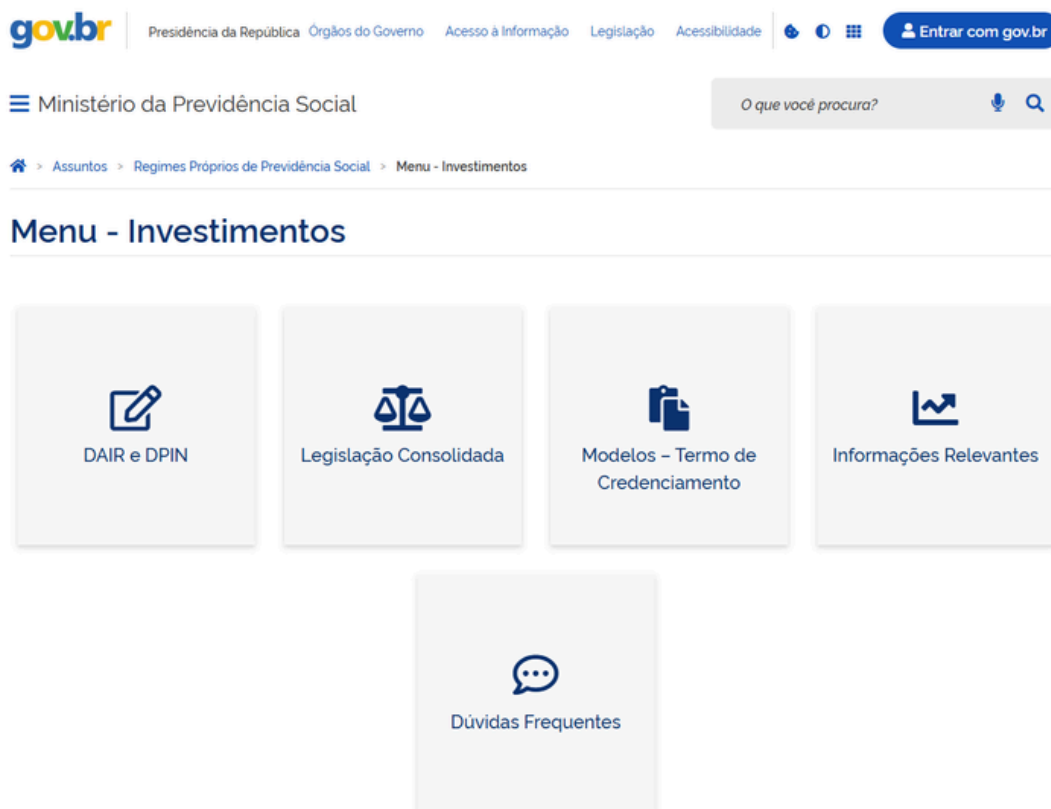 gov.br
Presidência da República Órgãos do Governo Acesso à Informação Legislação Acessibilidade Entrar com gov.br
Ministério da Previdência Social O que você procura?
> Assuntos > Regimes Próprios de Previdência Social > Menu - Investimentos
Menu - Investimentos
DAIR e DPIN
Legislação Consolidada
Modelos – Termo de
Credenciamento
Informações Relevantes
Dúvidas Frequentes